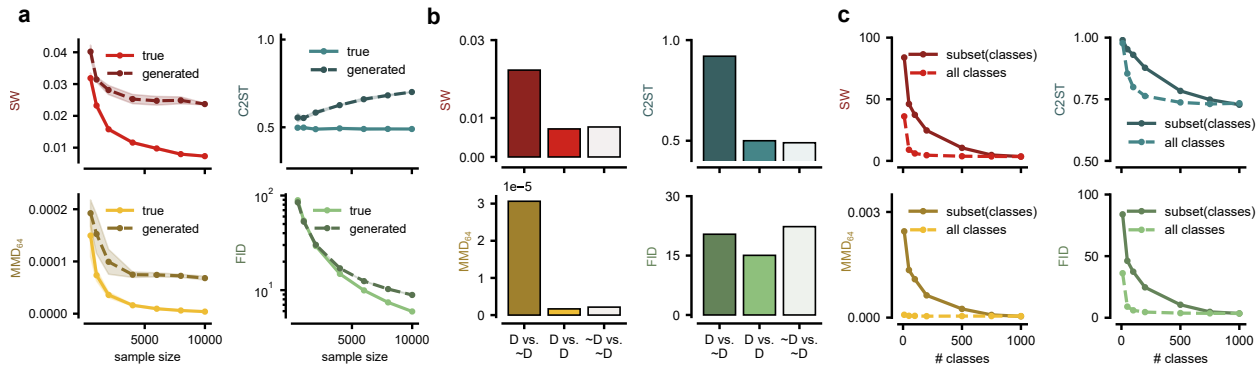 a
SW
0.04
0.03
0.02
0.01
true
generated
C2ST
1.0
0.5
true
generated
MMD64
0.0002
0.0001
0.0000
true
generated
5000
10000
sample size
FID
10²
10¹
true
generated
5000
10000
sample size
b
SW
0.03
0.00
C2ST
1.0
0.5
1e−5
MMD64
3
2
1
0
D vs. ~D
D vs. D
~D vs. ~D
FID
30
15
0
D vs. ~D
D vs. D
~D vs. ~D
c
SW
100
50
0
subset(classes)
all classes
C2ST
1.00
0.75
0.50
subset(classes)
all classes
MMD64
0.003
0.000
subset(classes)
all classes
0
500
1000
# classes
FID
100
50
0
subset(classes)
all classes
0
500
1000
# classes